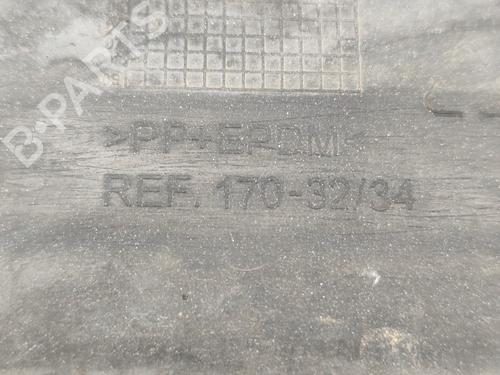 B-PARTS
>PP+EPDM<
REF. 170-32/34